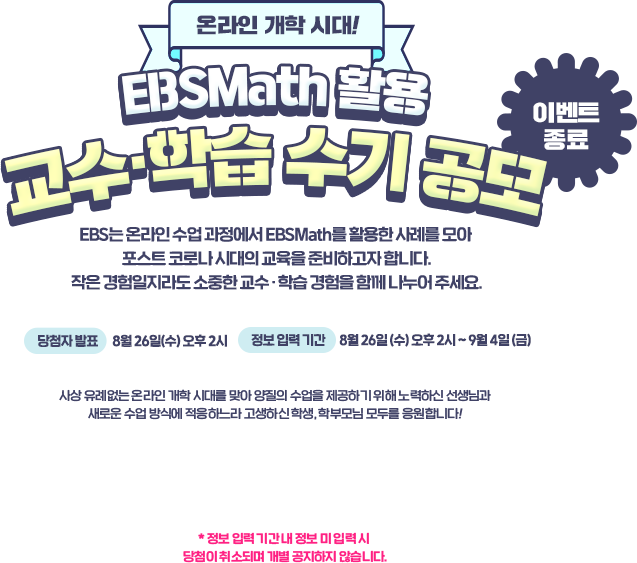 온라인 개학 시대!
EBSMath 활용
교수·학습 수기 공모
이벤트
종료
EBS는 온라인 수업 과정에서 EBSMath를 활용한 사례를 모아
포스트 코로나 시대의 교육을 준비하고자 합니다.
작은 경험일지라도 소중한 교수·학습 경험을 함께 나누어 주세요.
당첨자 발표 8월 26일(수) 오후 2시 정보 입력 기간 8월 26일 (수) 오후 2시 ~ 9월 4일 (금)
사상 유례없는 온라인 개학 시대를 맞아 양질의 수업을 제공하기 위해 노력하신 선생님과
새로운 수업 방식에 적응하느라 고생하신 학생, 학부모님 모두를 응원합니다!
* 정보 입력 기간 내 정보 미 입력 시
당첨이 취소되며 개별 공지하지 않습니다.